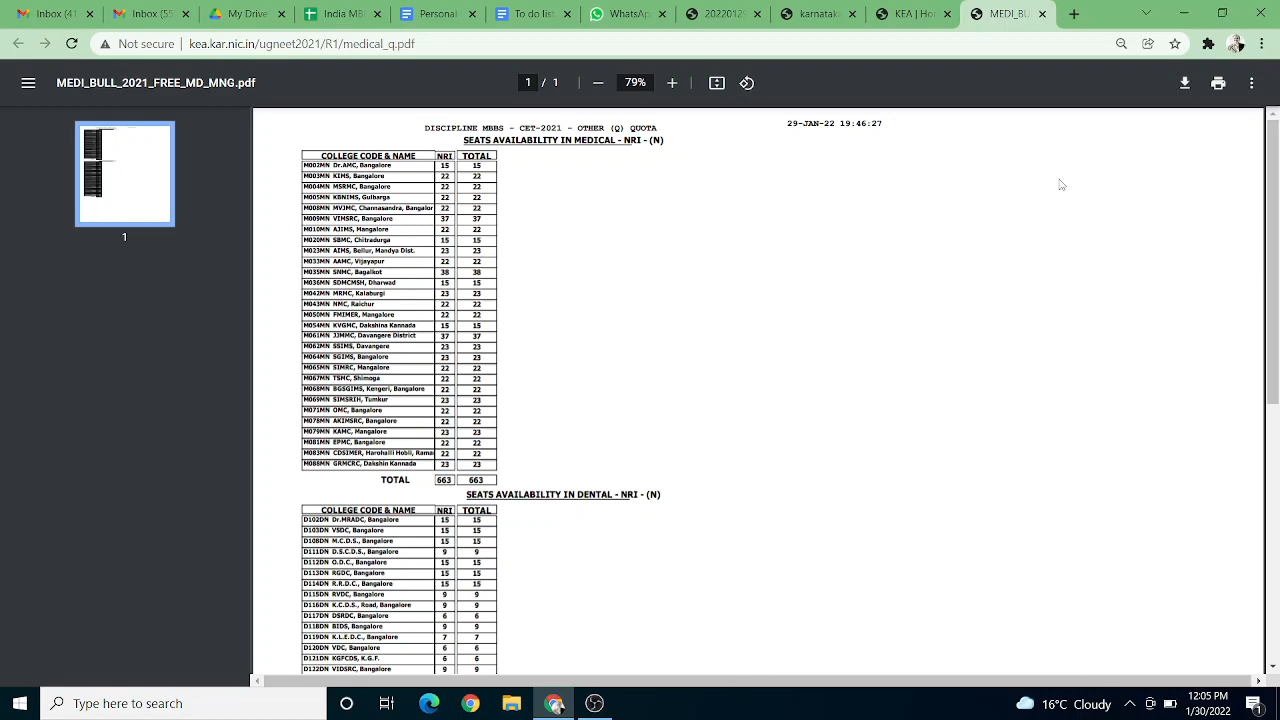 Inbox (41
Inbox (55
My Drive
MD Man
Personal
To do list
WhatsAp
2022012
karnatak
KEA | Ho
MEDI_BU
Not secure
kea.kar.nic.in/ugneet2021/R1/medical_q.pdf
MEDI_BULL_2021_FREE_MD_MNG.pdf
1 / 1
79%
1
29-JAN-22 19:46:27
DISCIPLINE MBBS - CET-2021 - OTHER (Q) QUOTA
SEATS AVAILABILITY IN MEDICAL - NRI - (N)
COLLEGE CODE & NAME NRI TOTAL
M002MN Dr.AMC, Bangalore 15 15
M003MN KIMS, Bangalore 22 22
M004MN MSRMC, Bangalore 22 22
M005MN KBNIMS, Gulbarga 22 22
M008MN MVJMC, Channasandra, Bangalor 22 22
M009MN VIMSRC, Bangalore 37 37
M010MN AJIMS, Mangalore 22 22
M020MN SBMC, Chitradurga 15 15
M023MN AIMS, Bellur, Mandya Dist. 23 23
M033MN AAMC, Vijayapur 22 22
M035MN SNMC, Bagalkot 38 38
M036MN SDMCMSH, Dharwad 15 15
M042MN MRMC, Kalaburgi 23 23
M043MN NMC, Raichur 22 22
M050MN FMIMER, Mangalore 22 22
M054MN KVGMC, Dakshina Kannada 15 15
M061MN JJMMC, Davangere District 37 37
M062MN SSIMS, Davangere 23 23
M064MN SGIMS, Bangalore 23 23
M065MN SIMRC, Mangalore 22 22
M067MN TSMC, Shimoga 22 22
M068MN BGSGIMS, Kengeri, Bangalore 22 22
M069MN SIMSRIH, Tumkur 23 23
M071MN OMC, Bangalore 22 22
M078MN AKIMSRC, Bangalore 22 22
M079MN KAMC, Mangalore 23 23
M081MN EPMC, Bangalore 22 22
M083MN CDSIMER, Harohalli Hobli, Rama 22 22
M088MN GRMCRC, Dakshin Kannada 23 23
TOTAL 663 663
SEATS AVAILABILITY IN DENTAL - NRI - (N)
COLLEGE CODE & NAME NRI TOTAL
D102DN Dr.MRADC, Bangalore 15 15
D103DN VSDC, Bangalore 15 15
D108DN M.C.D.S., Bangalore 15 15
D111DN D.S.C.D.S., Bangalore 9 9
D112DN O.D.C., Bangalore 15 15
D113DN RGDC, Bangalore 15 15
D114DN R.R.D.C., Bangalore 15 15
D115DN RVDC, Bangalore 9 9
D116DN K.C.D.S., Road, Bangalore 9 9
D117DN DSRDC, Bangalore 6 6
D118DN BIDS, Bangalore 9 9
D119DN K.L.E.D.C., Bangalore 7 7
D120DN VDC, Bangalore 6 6
D121DN KGFCDS, K.G.F. 6 6
D122DN VIDSRC, Bangalore 9 9
Type here to search
16°C Cloudy
12:05 PM
1/30/2022